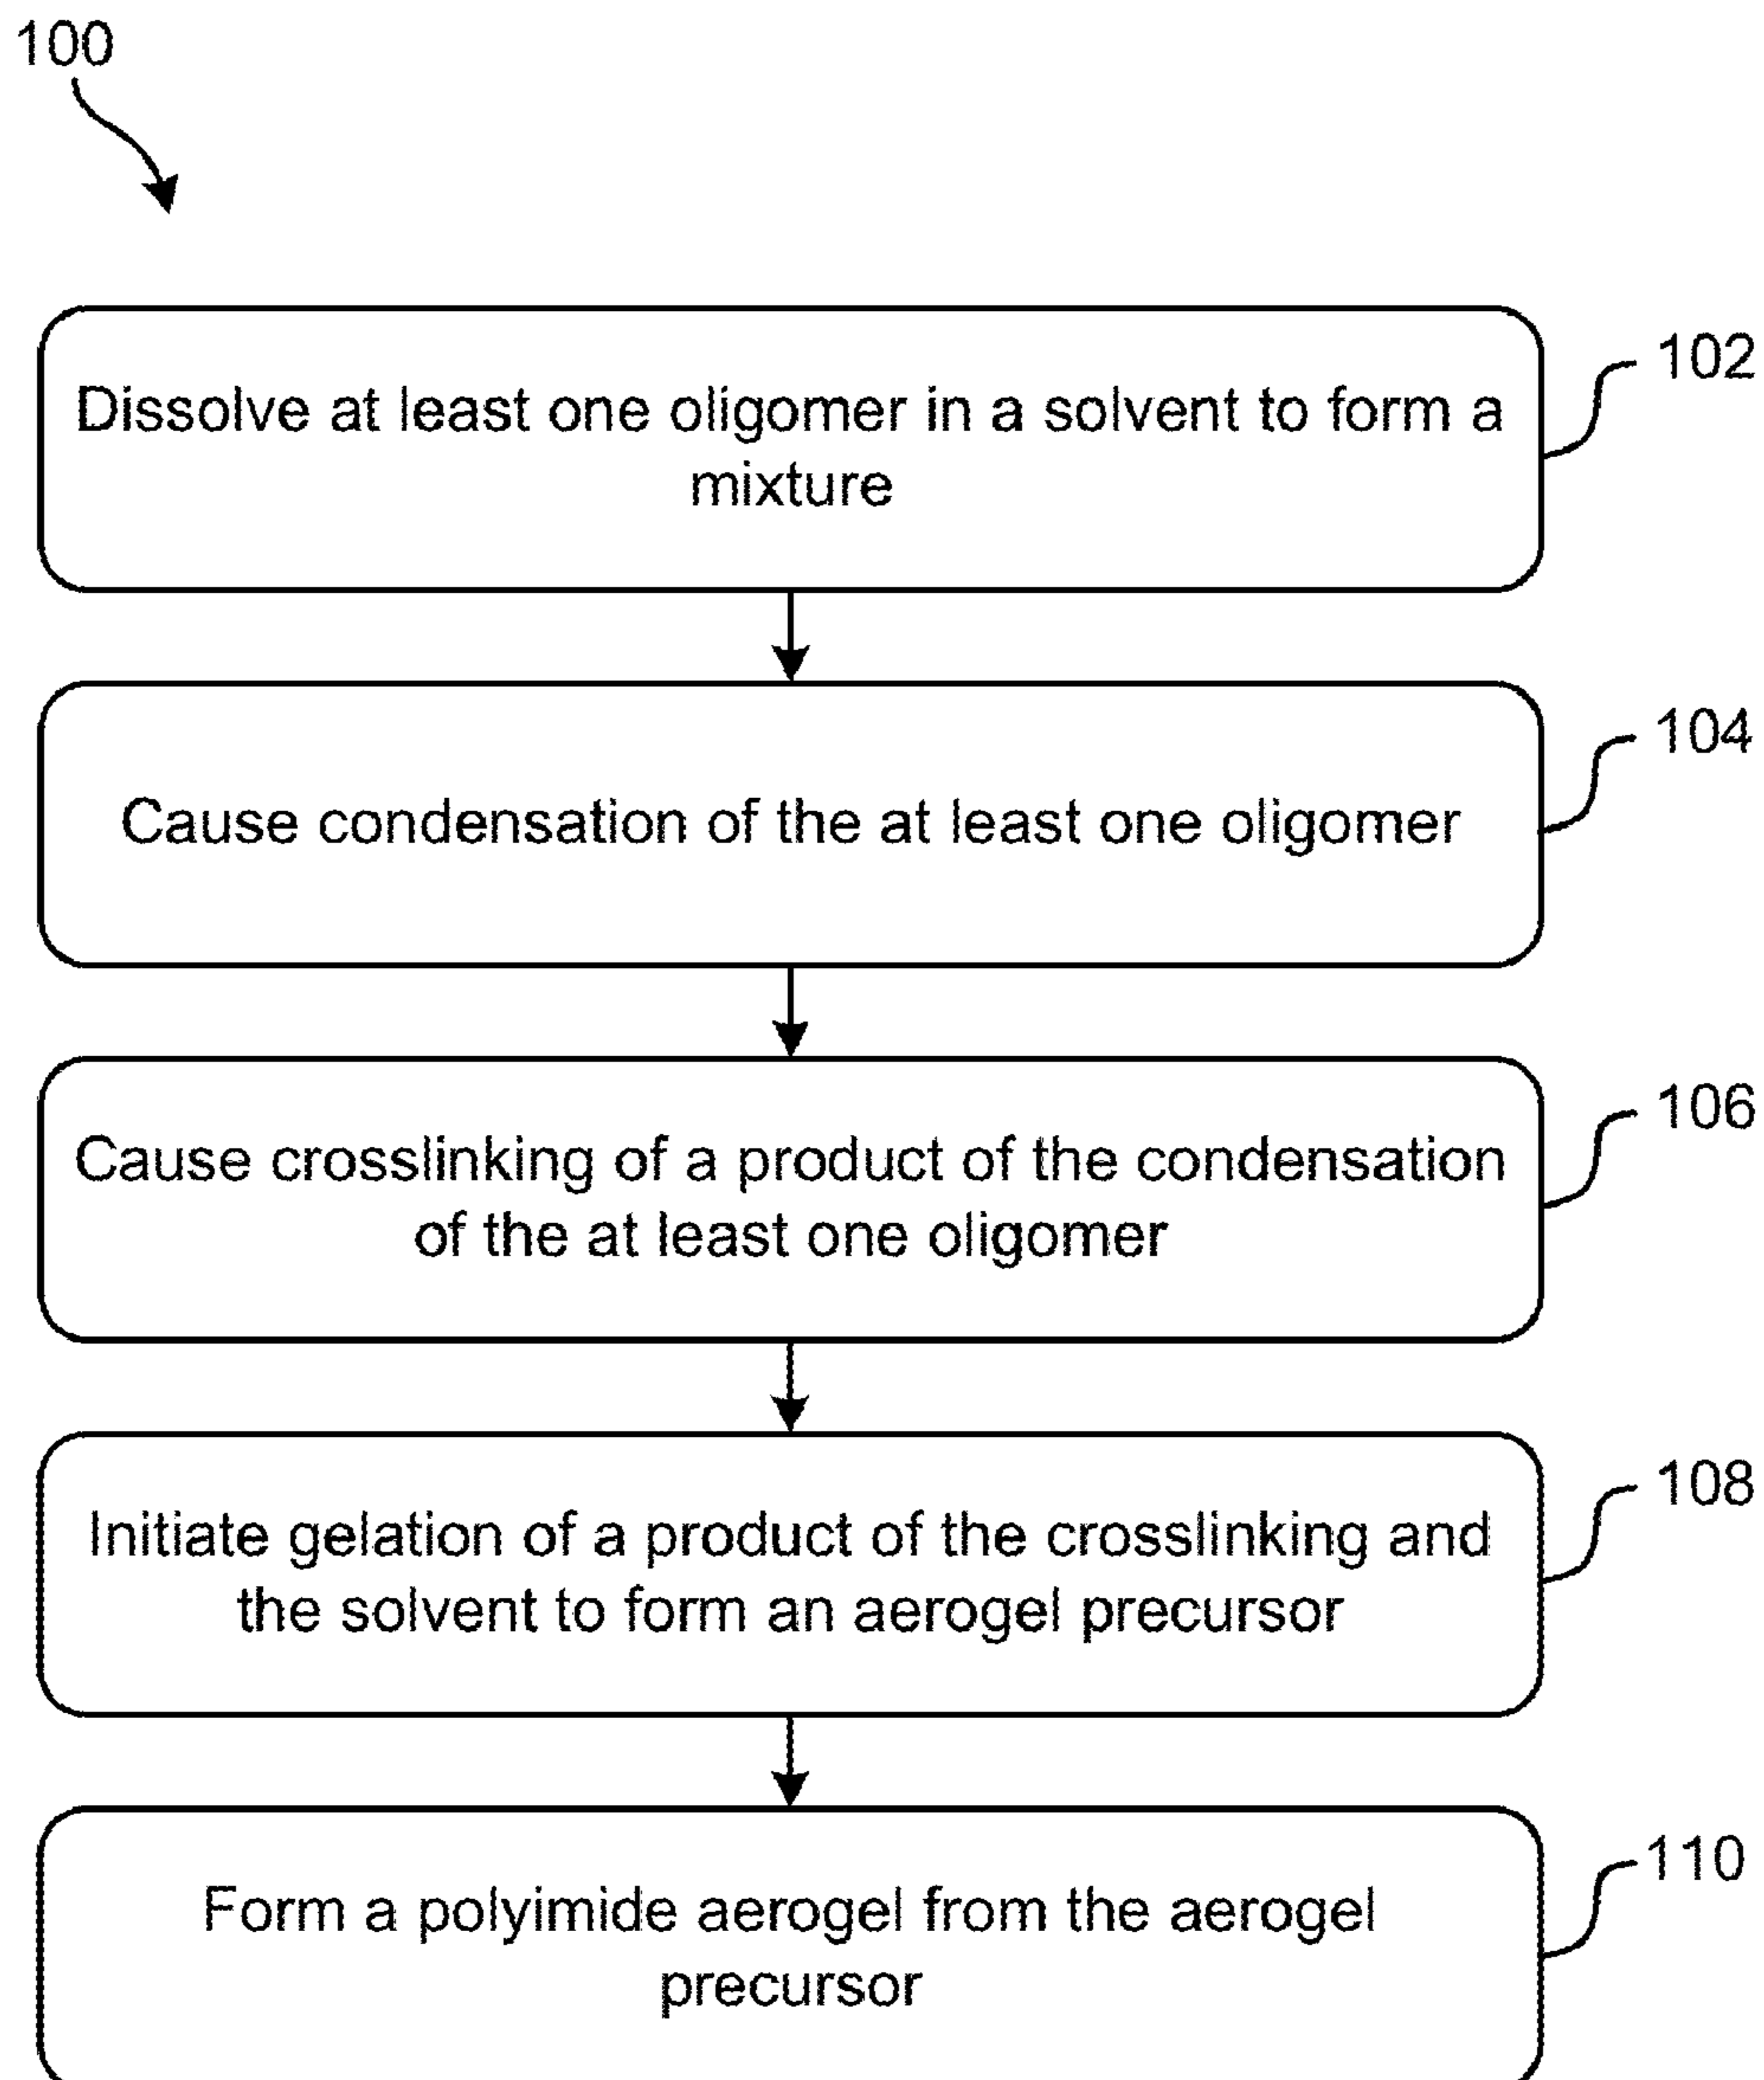 100
Dissolve at least one oligomer in a solvent to form a
mixture
102
Cause condensation of the at least one oligomer
104
Cause crosslinking of a product of the condensation
of the at least one oligomer
106
Initiate gelation of a product of the crosslinking and
the solvent to form an aerogel precursor
108
Form a polyimide aerogel from the aerogel
precursor
110